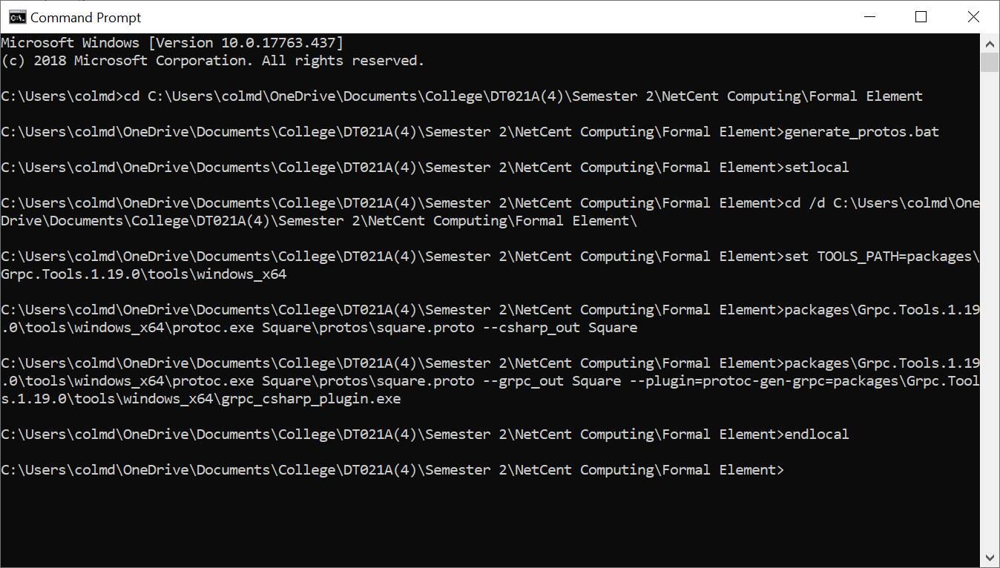 Command Prompt
Microsoft Windows [Version 10.0.17763.437]
(c) 2018 Microsoft Corporation. All rights reserved.
C:\Users\colmd>cd C:\Users\colmd\OneDrive\Documents\College\DT021A(4)\Semester 2\NetCent Computing\Formal Element
C:\Users\colmd\OneDrive\Documents\College\DT021A(4)\Semester 2\NetCent Computing\Formal Element>generate_protos.bat
C:\Users\colmd\OneDrive\Documents\College\DT021A(4)\Semester 2\NetCent Computing\Formal Element>setlocal
C:\Users\colmd\OneDrive\Documents\College\DT021A(4)\Semester 2\NetCent Computing\Formal Element>cd /d C:\Users\colmd\One
Drive\Documents\College\DT021A(4)\Semester 2\NetCent Computing\Formal Element\
C:\Users\colmd\OneDrive\Documents\College\DT021A(4)\Semester 2\NetCent Computing\Formal Element>set TOOLS_PATH=packages\
Grpc.Tools.1.19.0\tools\windows_x64
C:\Users\colmd\OneDrive\Documents\College\DT021A(4)\Semester 2\NetCent Computing\Formal Element>packages\Grpc.Tools.1.19
.0\tools\windows_x64\protoc.exe Square\protos\square.proto --csharp_out Square
C:\Users\colmd\OneDrive\Documents\College\DT021A(4)\Semester 2\NetCent Computing\Formal Element>packages\Grpc.Tools.1.19
.0\tools\windows_x64\protoc.exe Square\protos\square.proto --grpc_out Square --plugin=protoc-gen-grpc=packages\Grpc.Tool
s.1.19.0\tools\windows_x64\grpc_csharp_plugin.exe
C:\Users\colmd\OneDrive\Documents\College\DT021A(4)\Semester 2\NetCent Computing\Formal Element>endlocal
C:\Users\colmd\OneDrive\Documents\College\DT021A(4)\Semester 2\NetCent Computing\Formal Element>